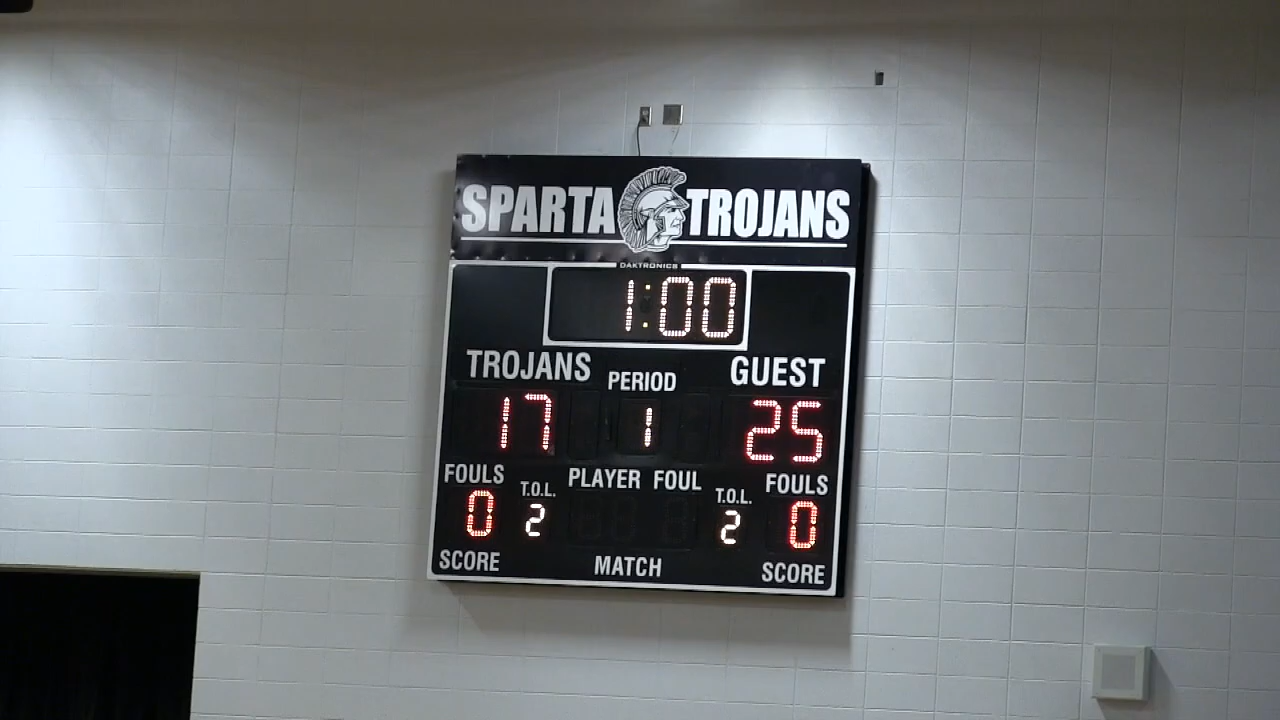 SPARTA TROJANS
DAKTRONICS
1:00
TROJANS PERIOD GUEST
17 1 25
FOULS T.O.L. PLAYER FOUL T.O.L. FOULS
0 2 2 0
SCORE MATCH SCORE